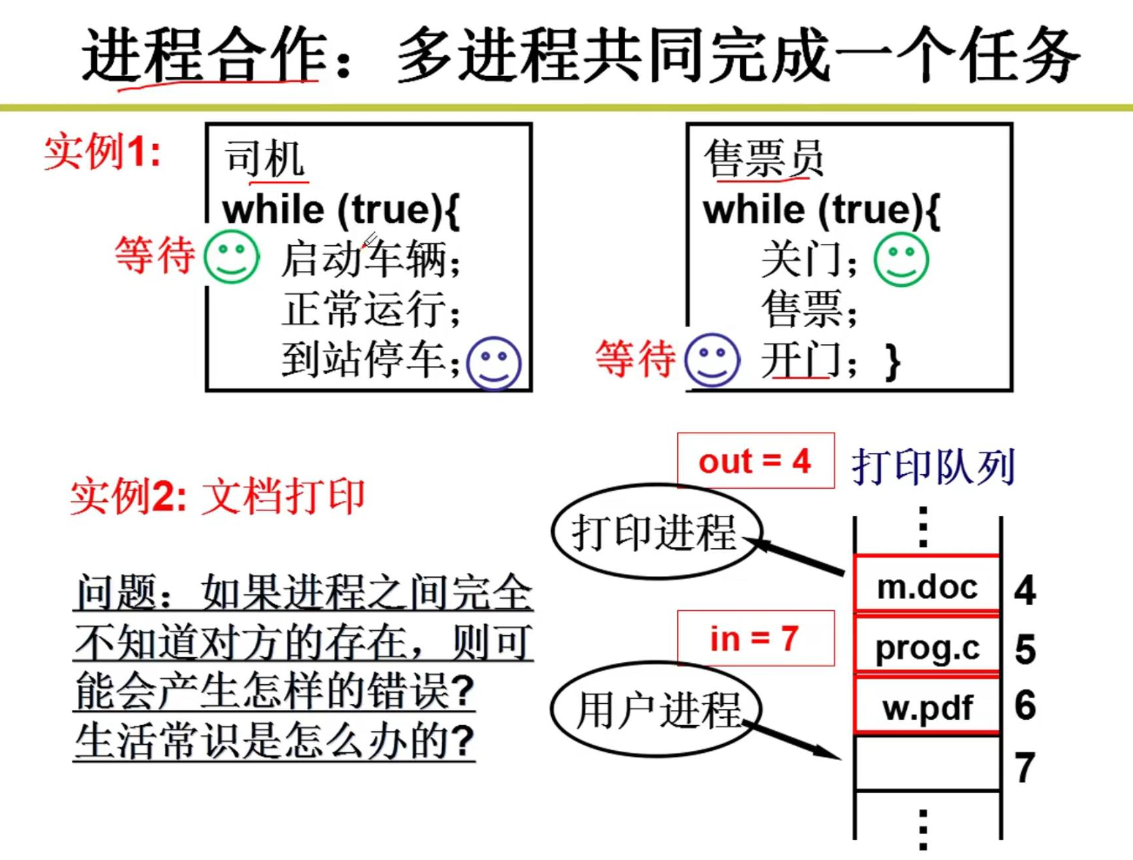 进程合作：多进程共同完成一个任务
实例1:
司机
while (true){
等待
启动车辆；
正常运行；
到站停车；
售票员
while (true){
关门；
售票；
等待
开门；}
实例2: 文档打印
问题：如果进程之间完全
不知道对方的存在，则可
能会产生怎样的错误?
生活常识是怎么办的?
out = 4
打印队列
打印进程
m.doc 4
in = 7
prog.c 5
用户进程
w.pdf 6
7